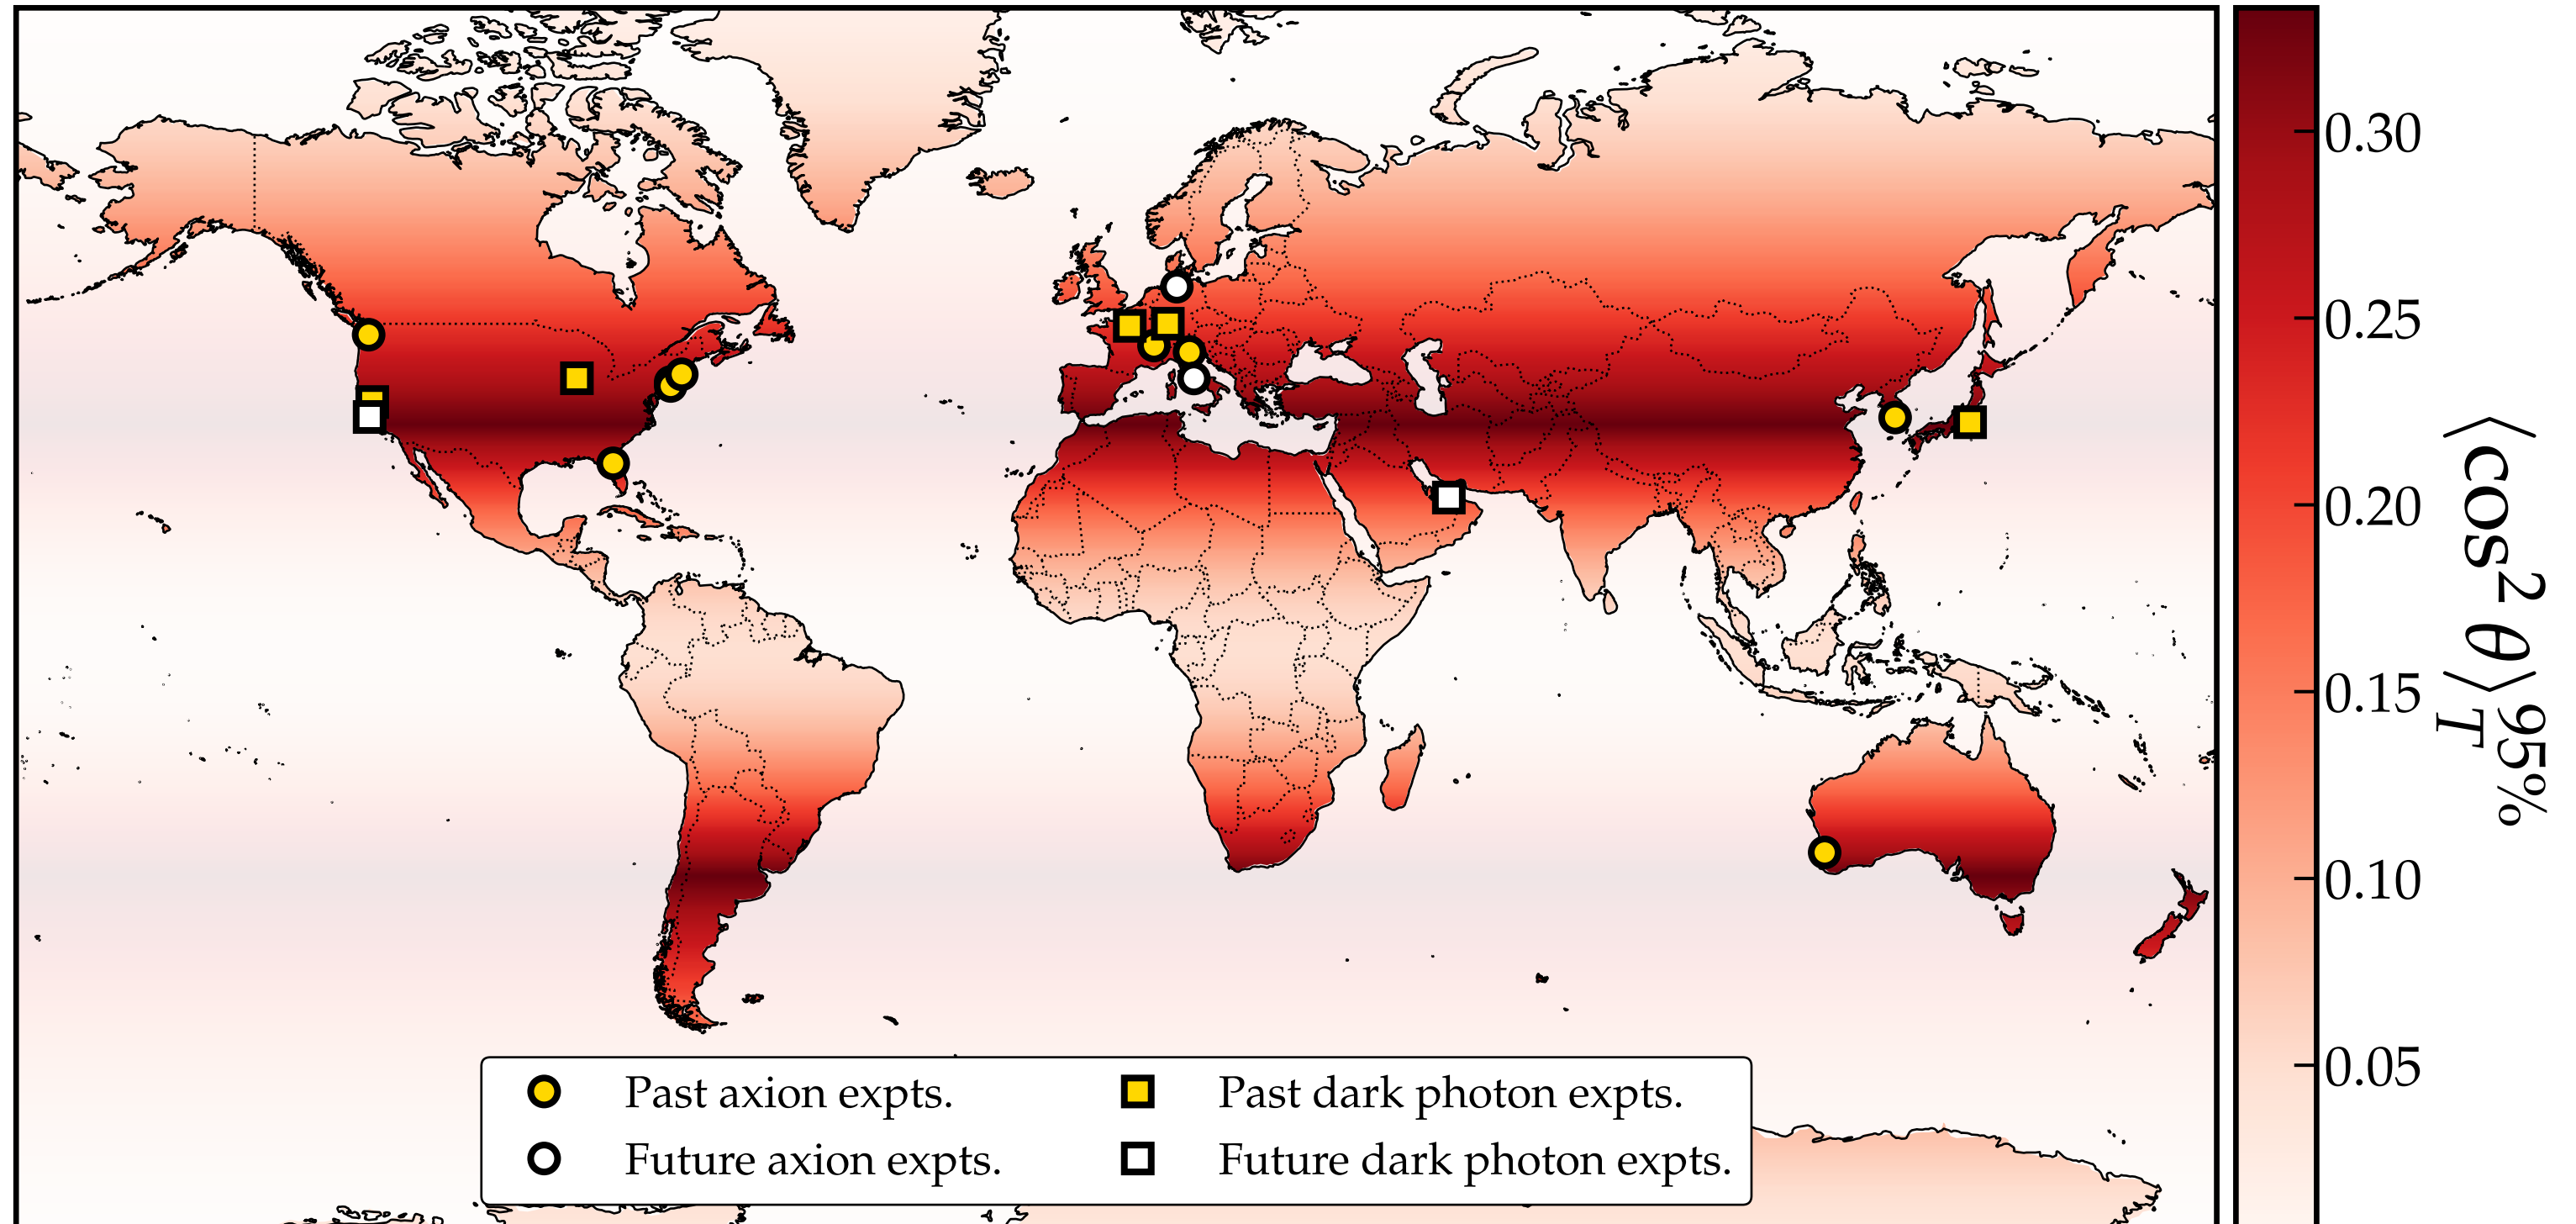 0.30
0.25
0.20
0.15
0.10
0.05
⟨cos² θ⟩_T^95%
Past axion expts.
Past dark photon expts.
Future axion expts.
Future dark photon expts.